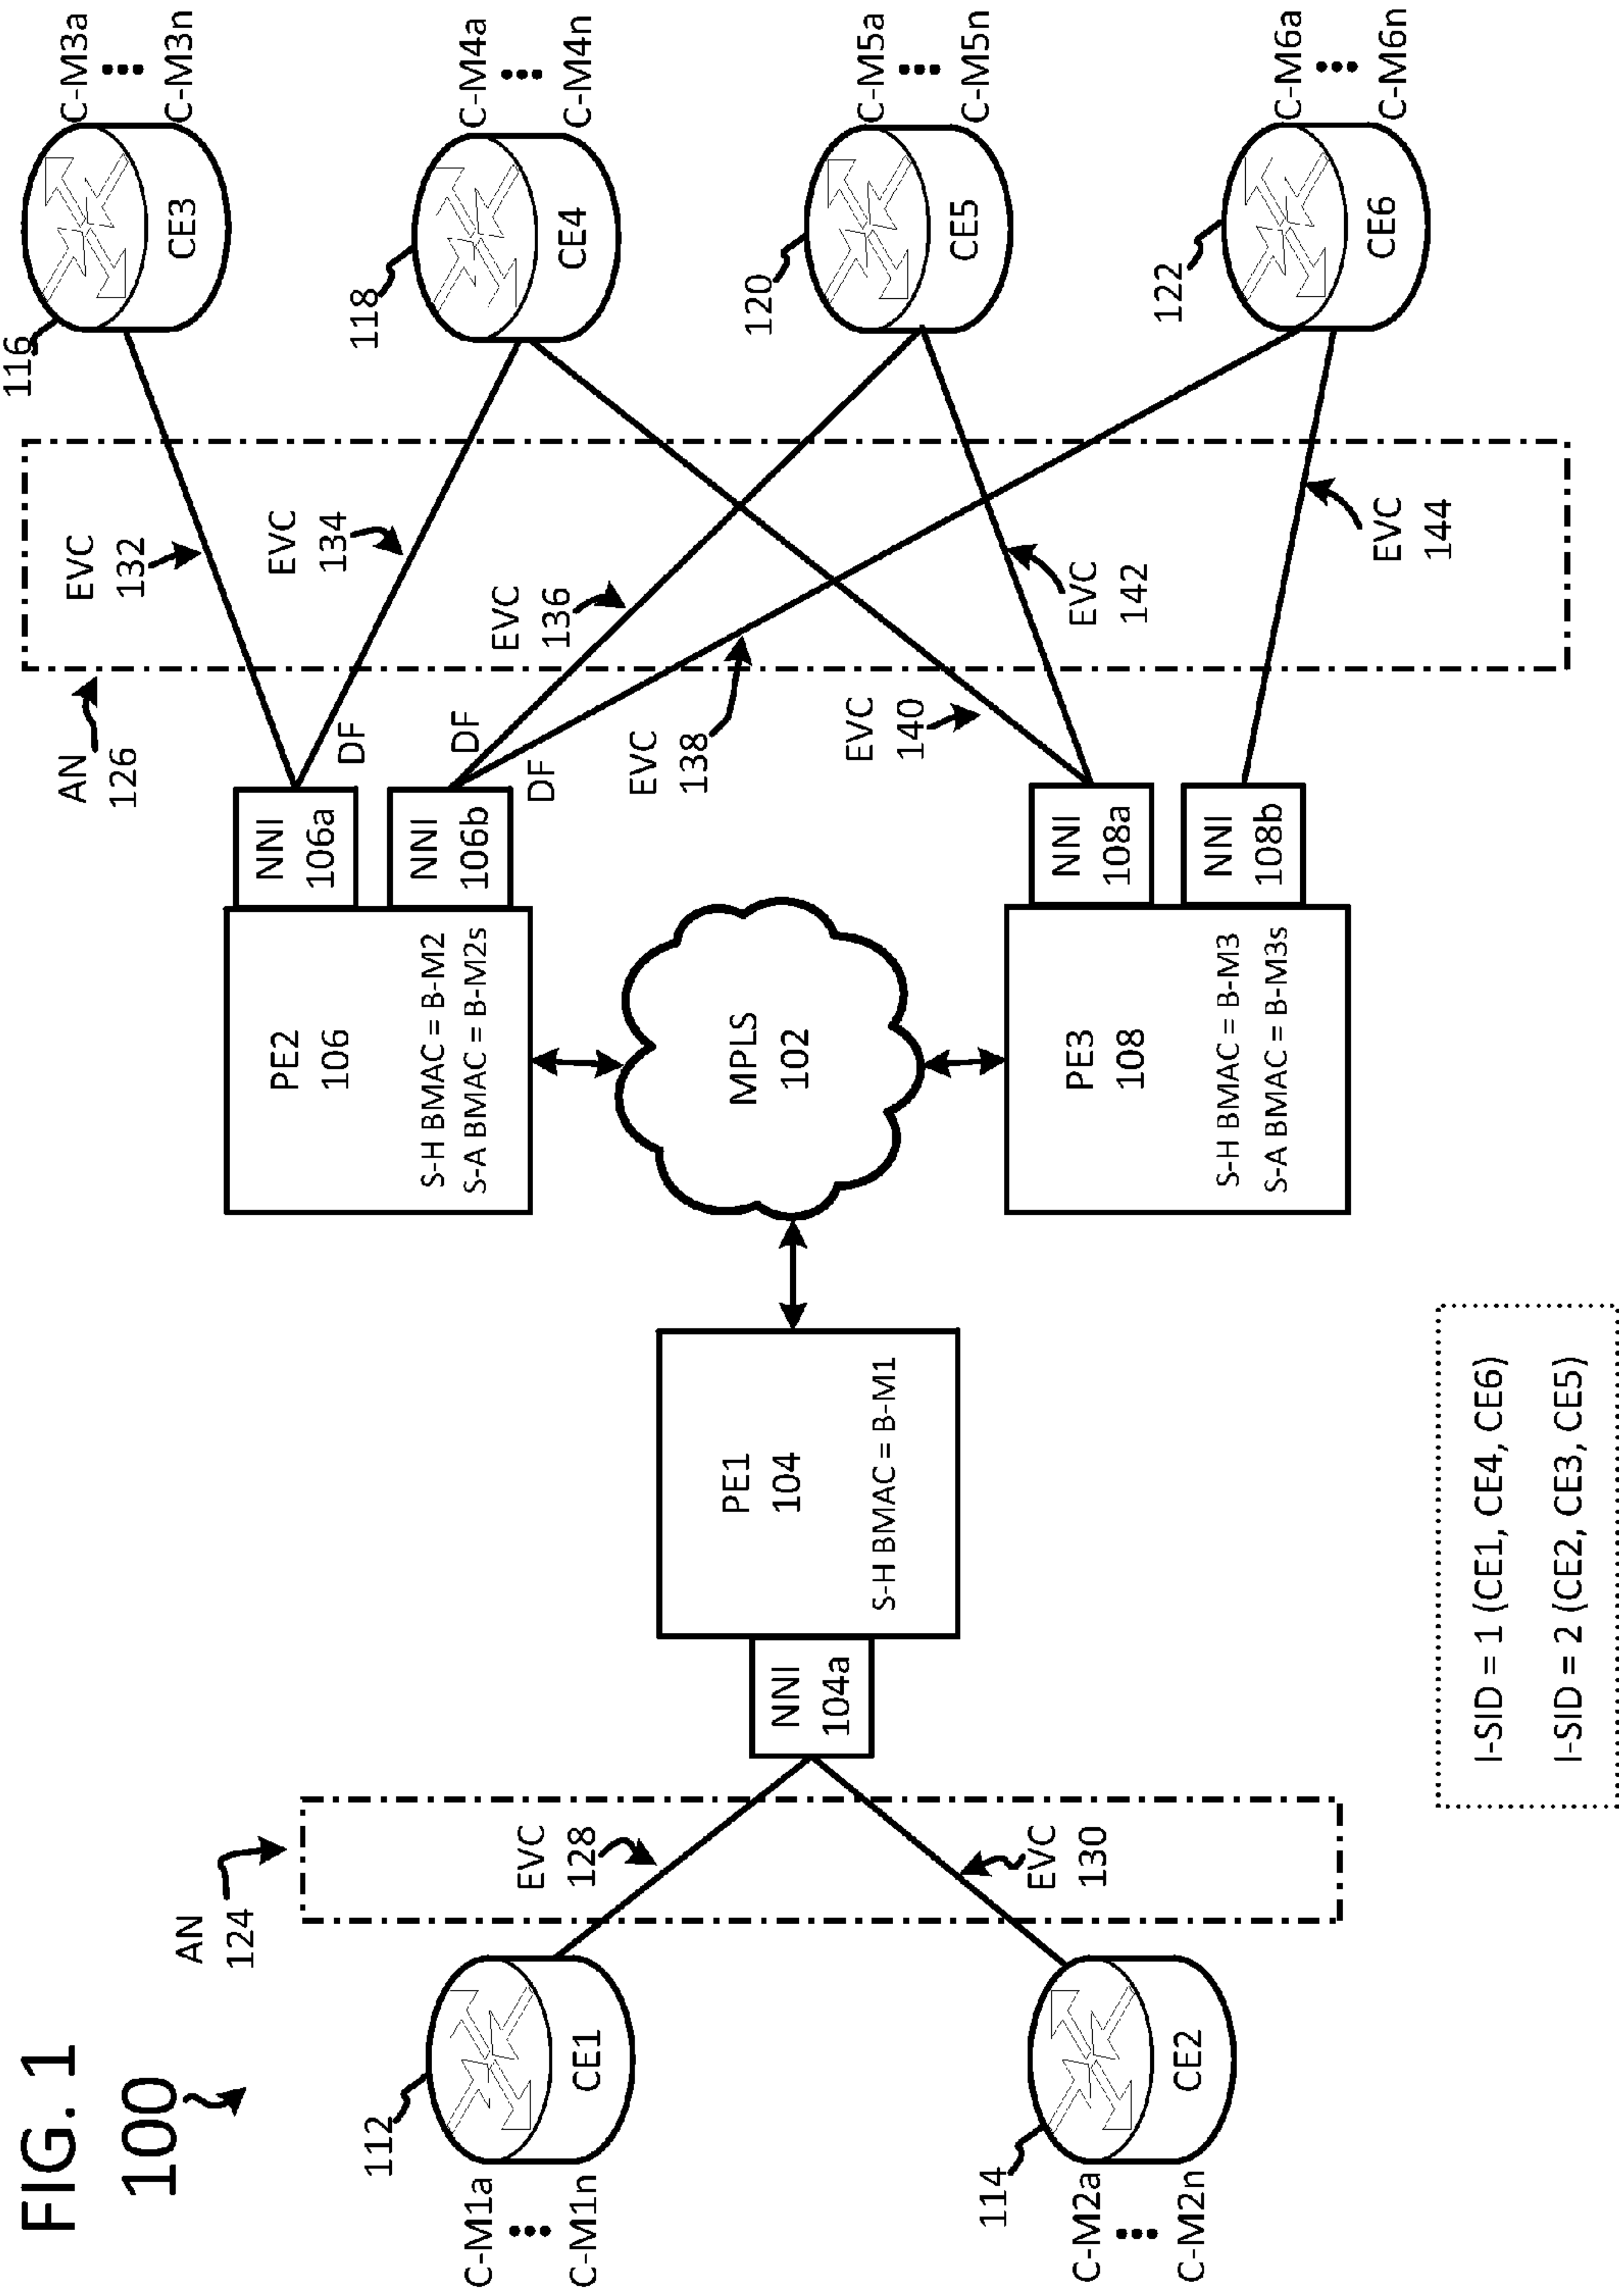 FIG. 1
100
AN
124
AN
126
112
CE1
C-M1a
C-M1n
114
CE2
C-M2a
C-M2n
EVC
128
EVC
130
NNI
104a
PE1
104
S-H BMAC = B-M1
MPLS
102
PE2
106
S-H BMAC = B-M2
S-A BMAC = B-M2s
NNI
106a
NNI
106b
DF
DF
DF
PE3
108
S-H BMAC = B-M3
S-A BMAC = B-M3s
NNI
108a
NNI
108b
EVC
132
EVC
134
EVC
136
EVC
138
EVC
140
EVC
142
EVC
144
116
CE3
C-M3a
C-M3n
118
CE4
C-M4a
C-M4n
120
CE5
C-M5a
C-M5n
122
CE6
C-M6a
C-M6n
I-SID = 1 (CE1, CE4, CE6)
I-SID = 2 (CE2, CE3, CE5)